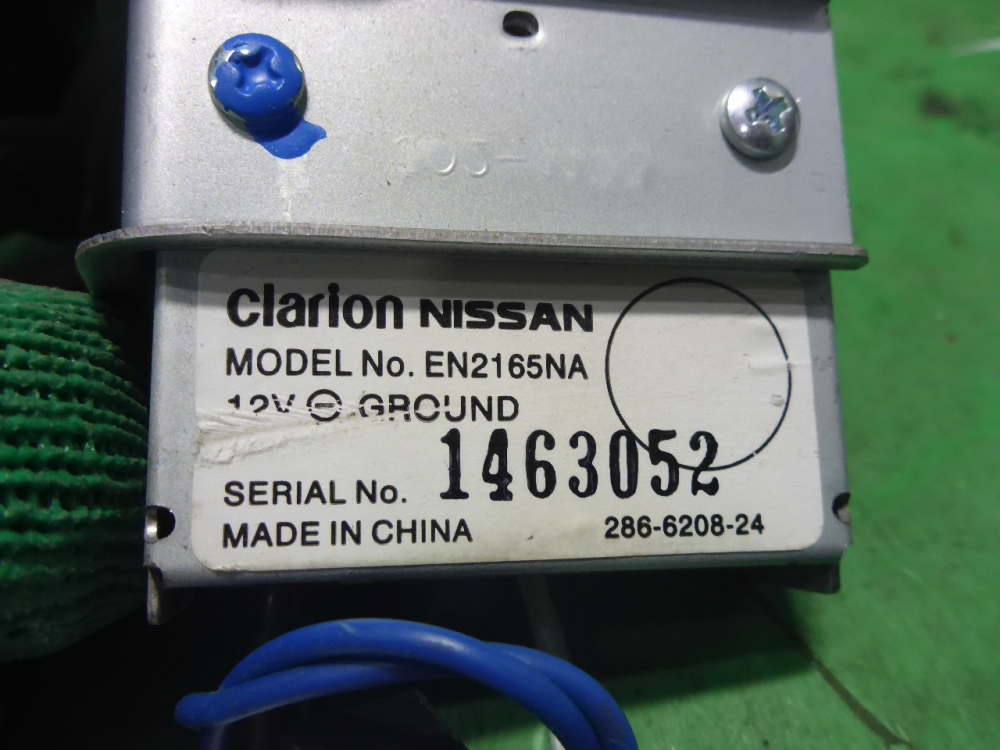 clarion NISSAN
MODEL No. EN2165NA
12V ⊖ GROUND
SERIAL No. 1463052
MADE IN CHINA 286-6208-24